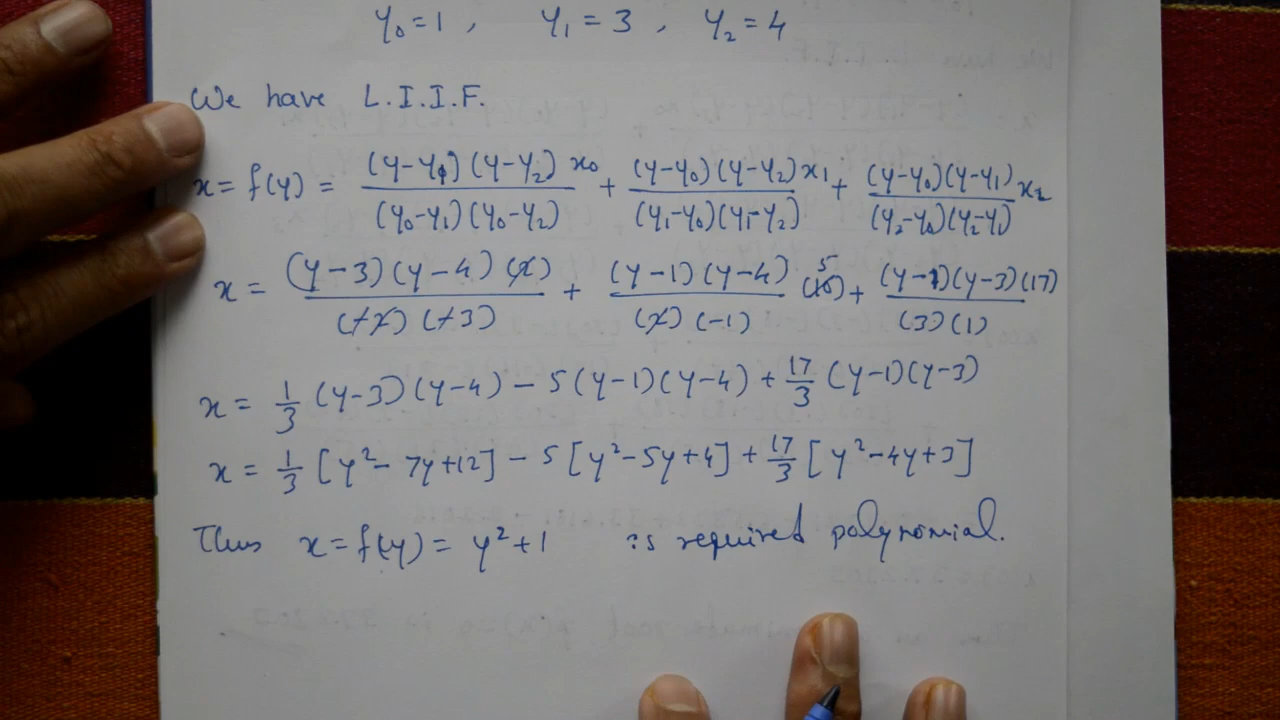 y₀ = 1 , y₁ = 3 , y₂ = 4
We have L.I.I.F.
x = f(y) = (y-y₁)(y-y₂) x₀ / (y₀-y₁)(y₀-y₂) + (y-y₀)(y-y₂) x₁ / (y₁-y₀)(y₁-y₂) + (y-y₀)(y-y₁) x₂ / (y₂-y₀)(y₂-y₁)
x = (y-3)(y-4)(2) / (-2)(-3) + (y-1)(y-4) / (2)(-1) (10) 5 + (y-1)(y-3)(17) / (3)(1)
x = 1/3 (y-3)(y-4) - 5(y-1)(y-4) + 17/3 (y-1)(y-3)
x = 1/3 [y² - 7y+12] - 5[y²-5y+4] + 17/3 [y²-4y+3]
Thus x = f(y) = y²+1 is required polynomial.